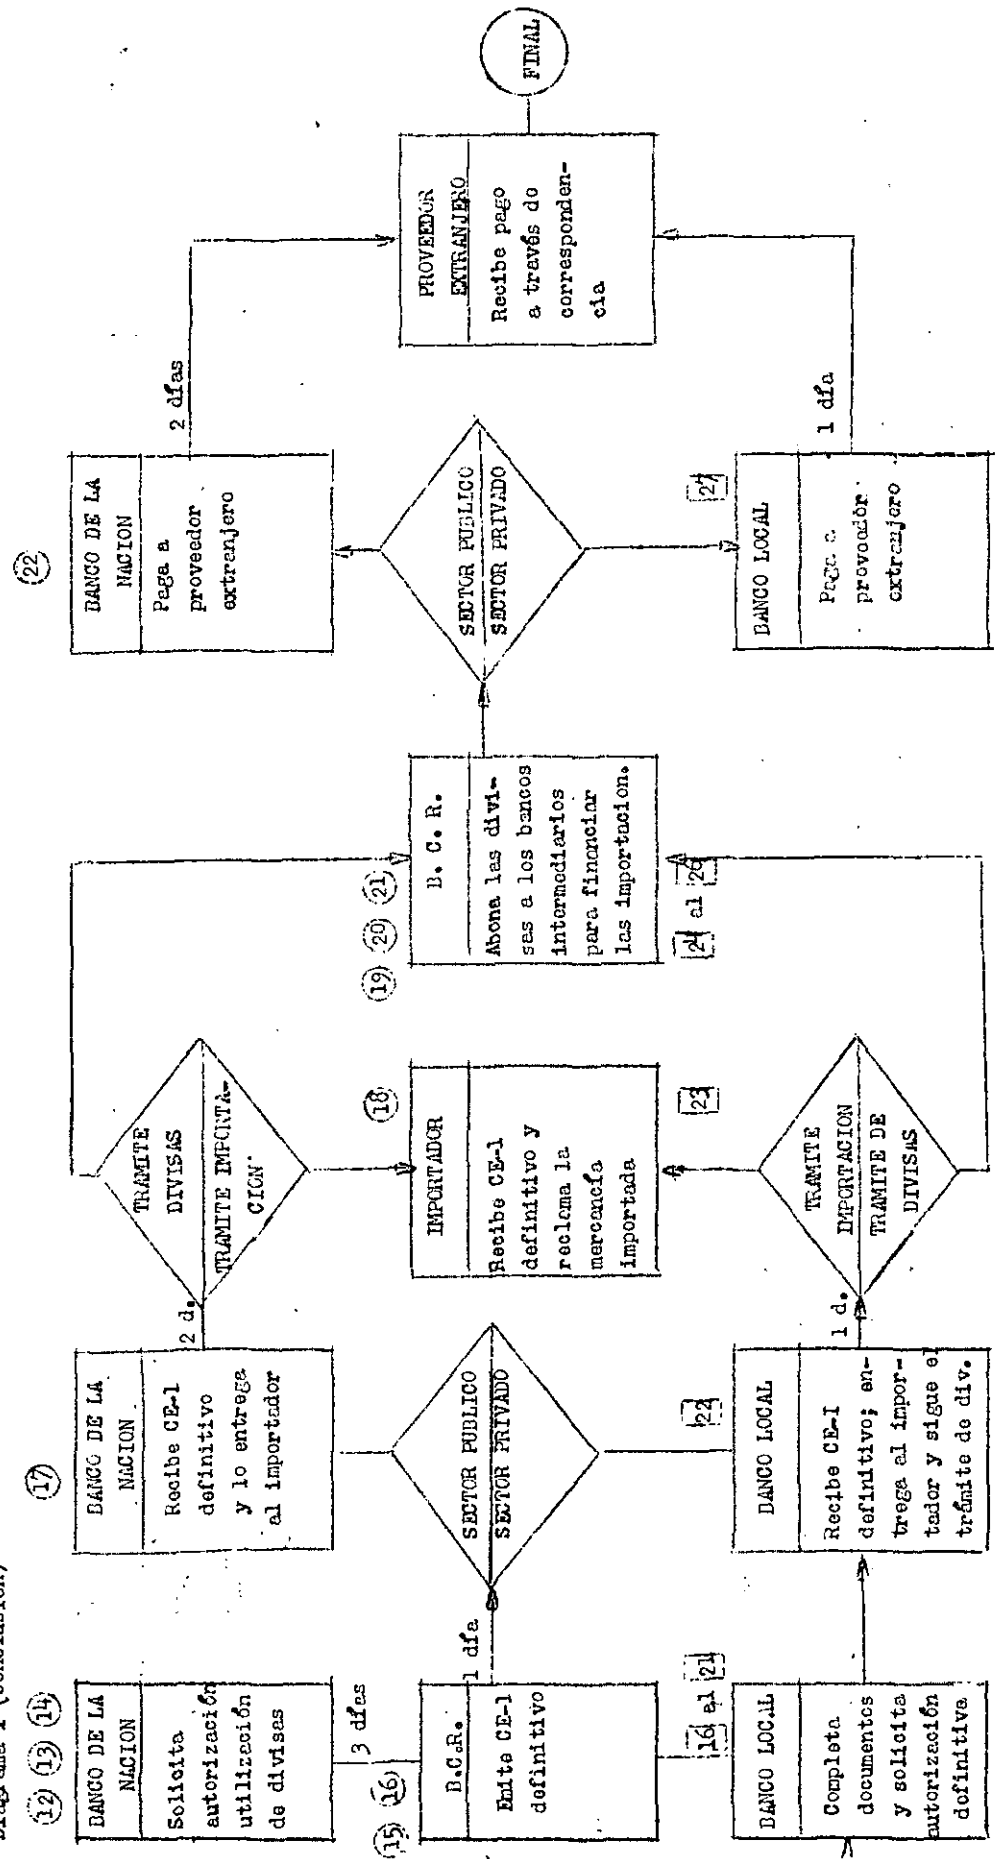 Diagrama 1 (conclusión)
12 13 14
BANCO DE LA
NACION
Solicita
autorización
utilización
de divisas
3 días
15 16
B.C.R.
Emite CE-1
definitivo
1 día
16 al 21
BANCO LOCAL
Completa
documentos
y solicita
autorización
definitiva
17
BANCO DE LA
NACION
Recibe CE-1
definitivo
y lo entrega
al importador
2 d.
SECTOR PUBLICO
SECTOR PRIVADO
22
BANCO LOCAL
Recibe CE-1
definitivo; en-
trega al impor-
tador y sigue el
trámite de div.
1 d.
TRAMITE
DIVISAS
TRAMITE IMPORTA-
CION
18
IMPORTADOR
Recibe CE-1
definitivo y
reclama la
mercancía
importada
23
TRAMITE
IMPORTACION
TRAMITE DE
DIVISAS
19 20 21
B. C. R.
Abona las divi-
sas a los bancos
intermediarios
para financiar
las importacion.
24 al 26
SECTOR PUBLICO
SECTOR PRIVADO
22
BANCO DE LA
NACION
Paga a
proveedor
extranjero
2 días
27
BANCO LOCAL
Paga a
proveedor
extranjero
1 día
PROVEEDOR
EXTRANJERO
Recibe pago
a través de
corresponden-
cia
FINAL